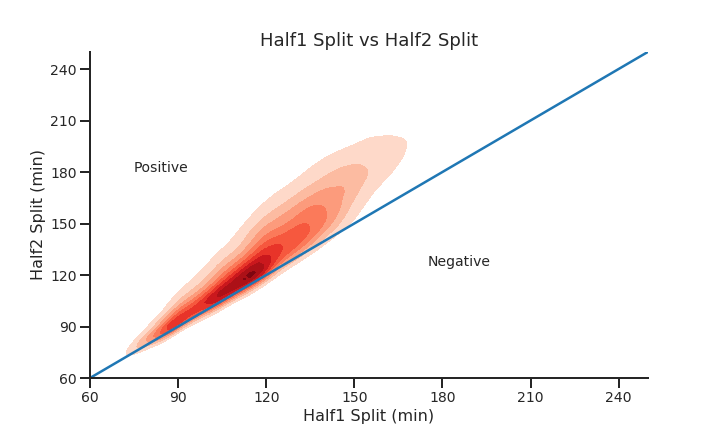 Half1 Split vs Half2 Split
240
210
180
150
120
90
60
Half2 Split (min)
Positive
Negative
60 90 120 150 180 210 240
Half1 Split (min)